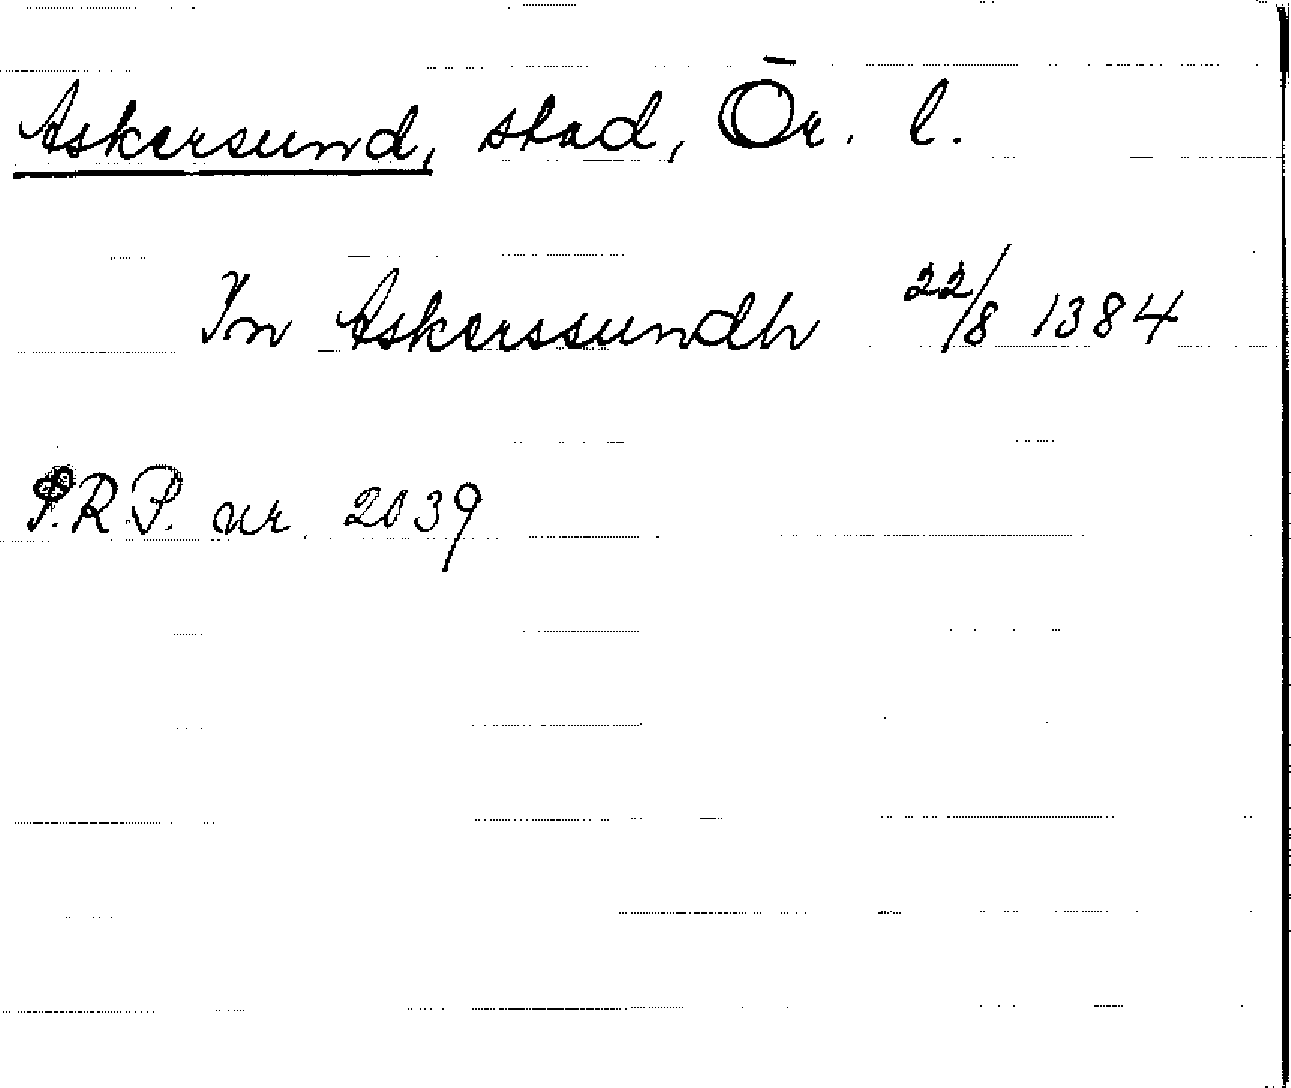 Askersund, stad, Ör. l.
In Askerssundh 22/8 1384
P.R.P. nr. 2039